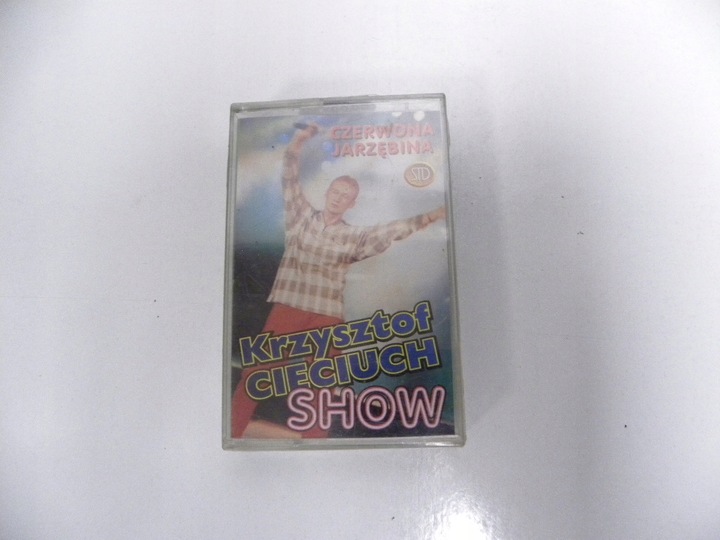 CZERWONA
JARZĘBINA
STD
Krzysztof
CIECIUCH
SHOW